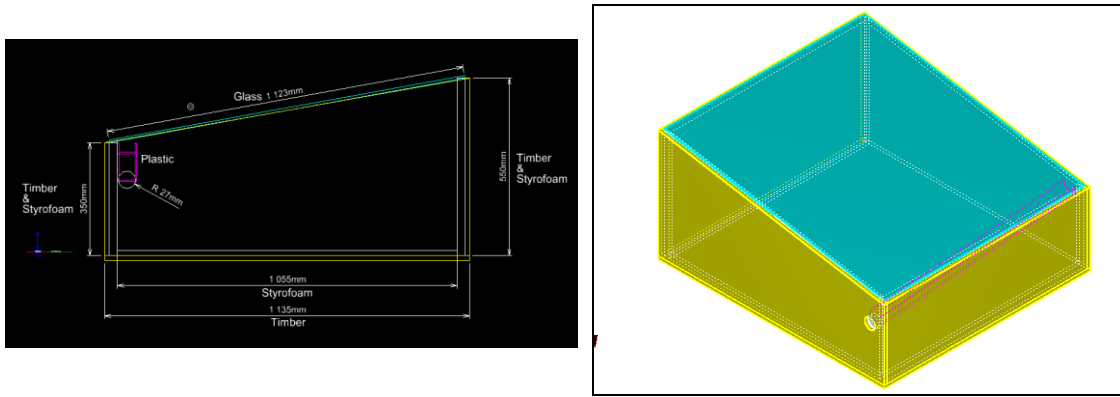 Glass 1 123mm
Plastic
R 27mm
Timber
&
Styrofoam
350mm
550mm
Timber
&
Styrofoam
1 055mm
Styrofoam
1 135mm
Timber